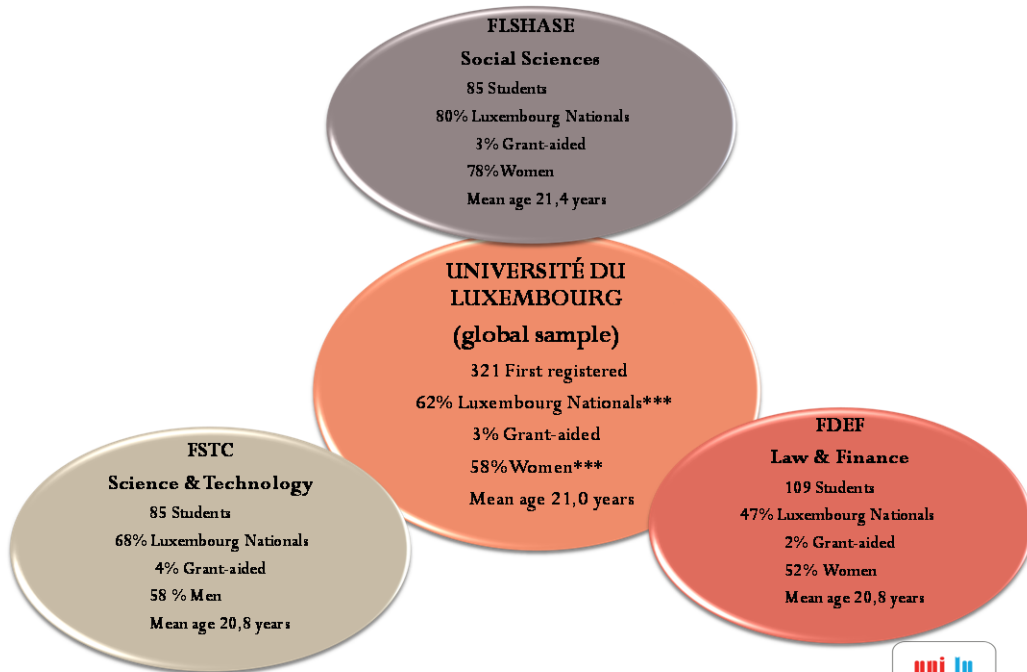 FLSHASE
Social Sciences
85 Students
80% Luxembourg Nationals
3% Grant-aided
78% Women
Mean age 21,4 years
UNIVERSITÉ DU
LUXEMBOURG
(global sample)
321 First registered
62% Luxembourg Nationals***
3% Grant-aided
58% Women***
Mean age 21,0 years
FSTC
Science & Technology
85 Students
68% Luxembourg Nationals
4% Grant-aided
58 % Men
Mean age 20,8 years
FDEF
Law & Finance
109 Students
47% Luxembourg Nationals
2% Grant-aided
52% Women
Mean age 20,8 years
uni lu